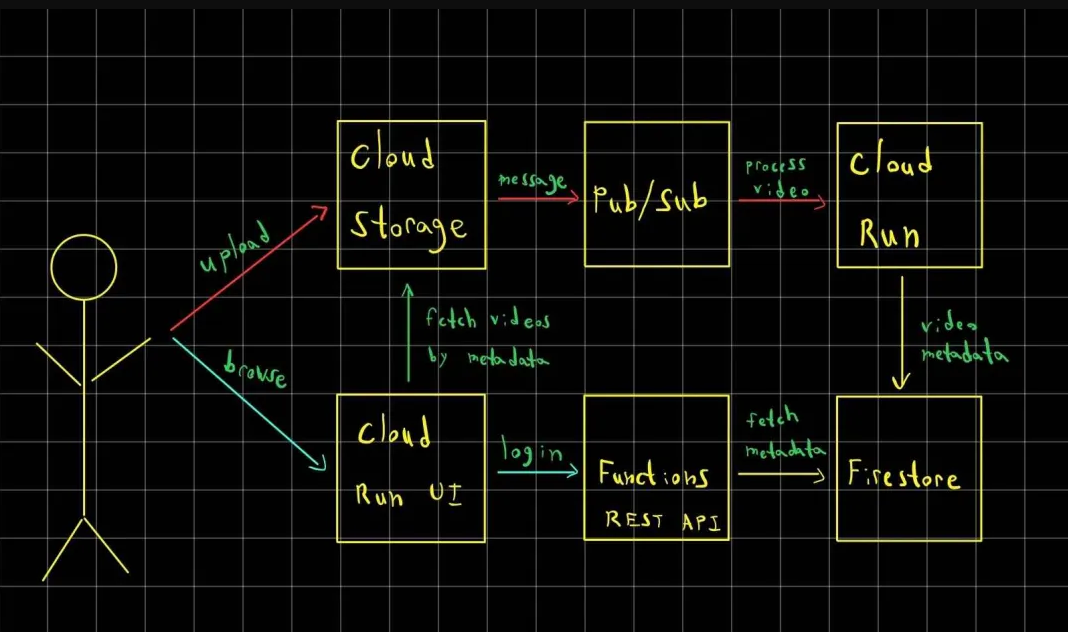 Cloud
Storage
message
Pub/Sub
process
video
Cloud
Run
upload
fetch videos
by metadata
video
metadata
browse
Cloud
Run UI
login
Functions
REST API
fetch
metadata
Firestore